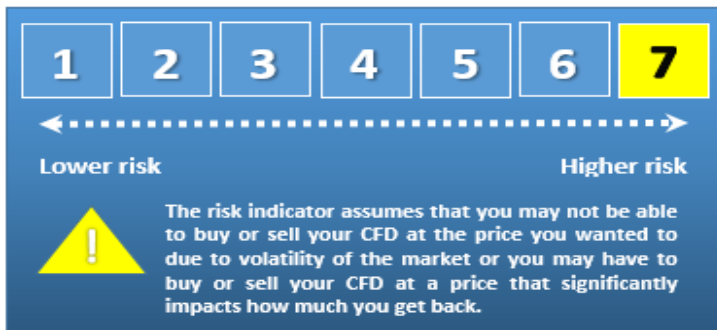 1 2 3 4 5 6 7
Lower risk Higher risk
!
The risk indicator assumes that you may not be able
to buy or sell your CFD at the price you wanted to
due to volatility of the market or you may have to
buy or sell your CFD at a price that significantly
impacts how much you get back.